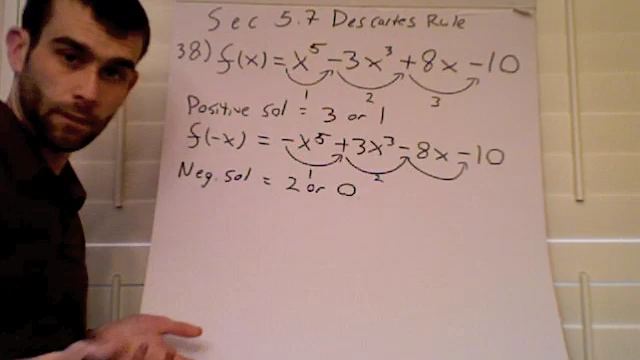 Sec 5.7 Descartes Rule
38) f(x) = x⁵ - 3x³ + 8x - 10
1 2 3
Positive sol = 3 or 1
f(-x) = -x⁵ + 3x³ - 8x - 10
1 2
Neg. sol = 2 or 0